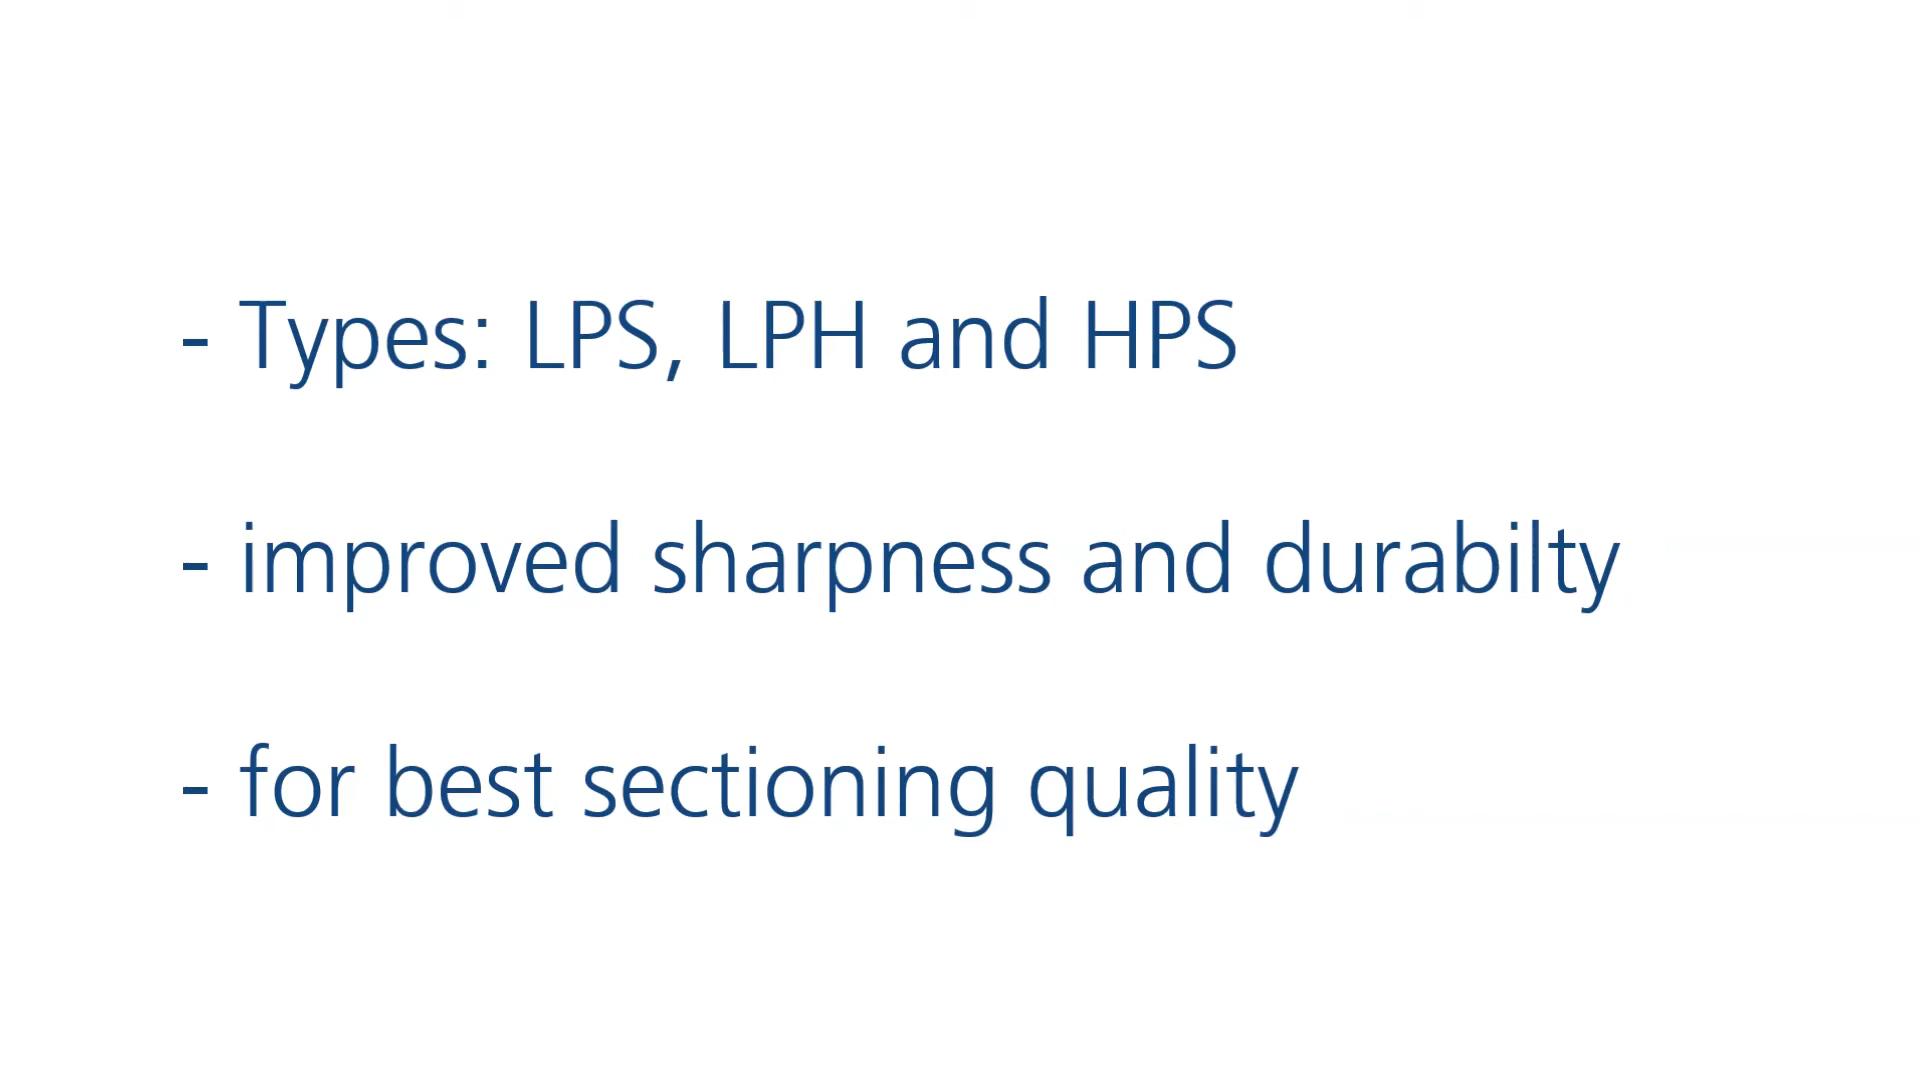 - Types: LPS, LPH and HPS
- improved sharpness and durabilty
- for best sectioning quality